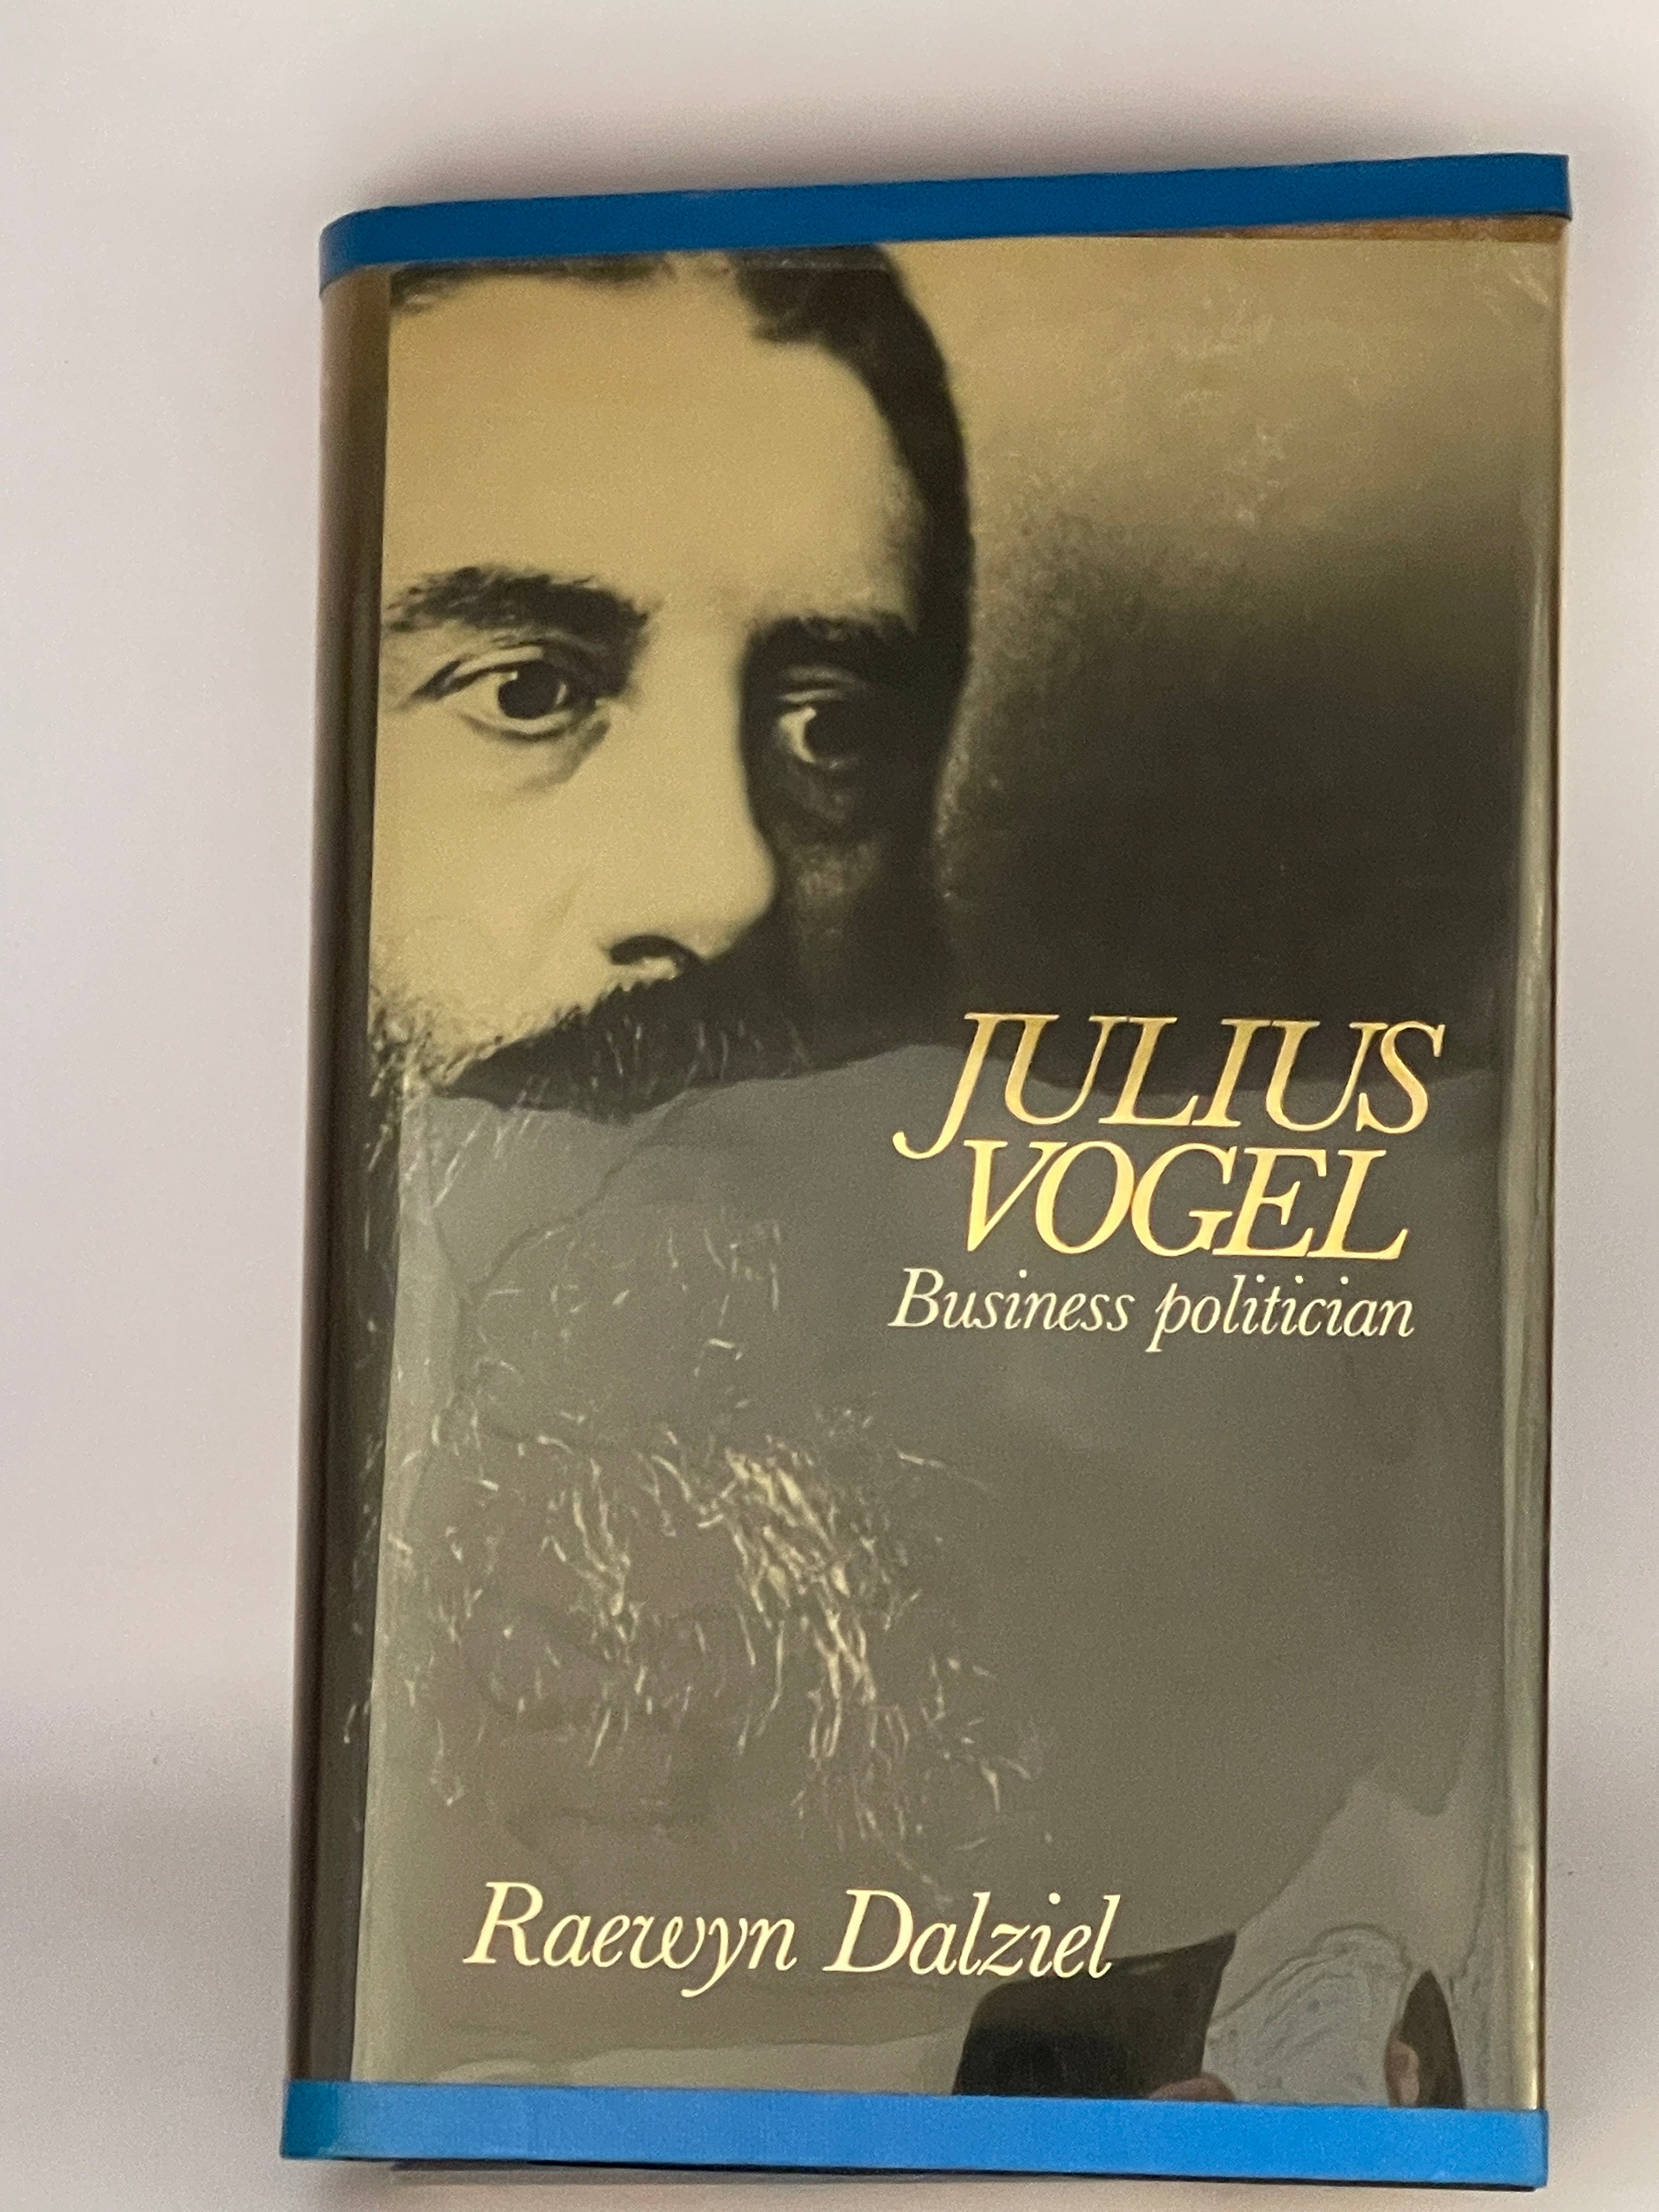 JULIUS
VOGEL
Business politician
Raewyn Dalziel